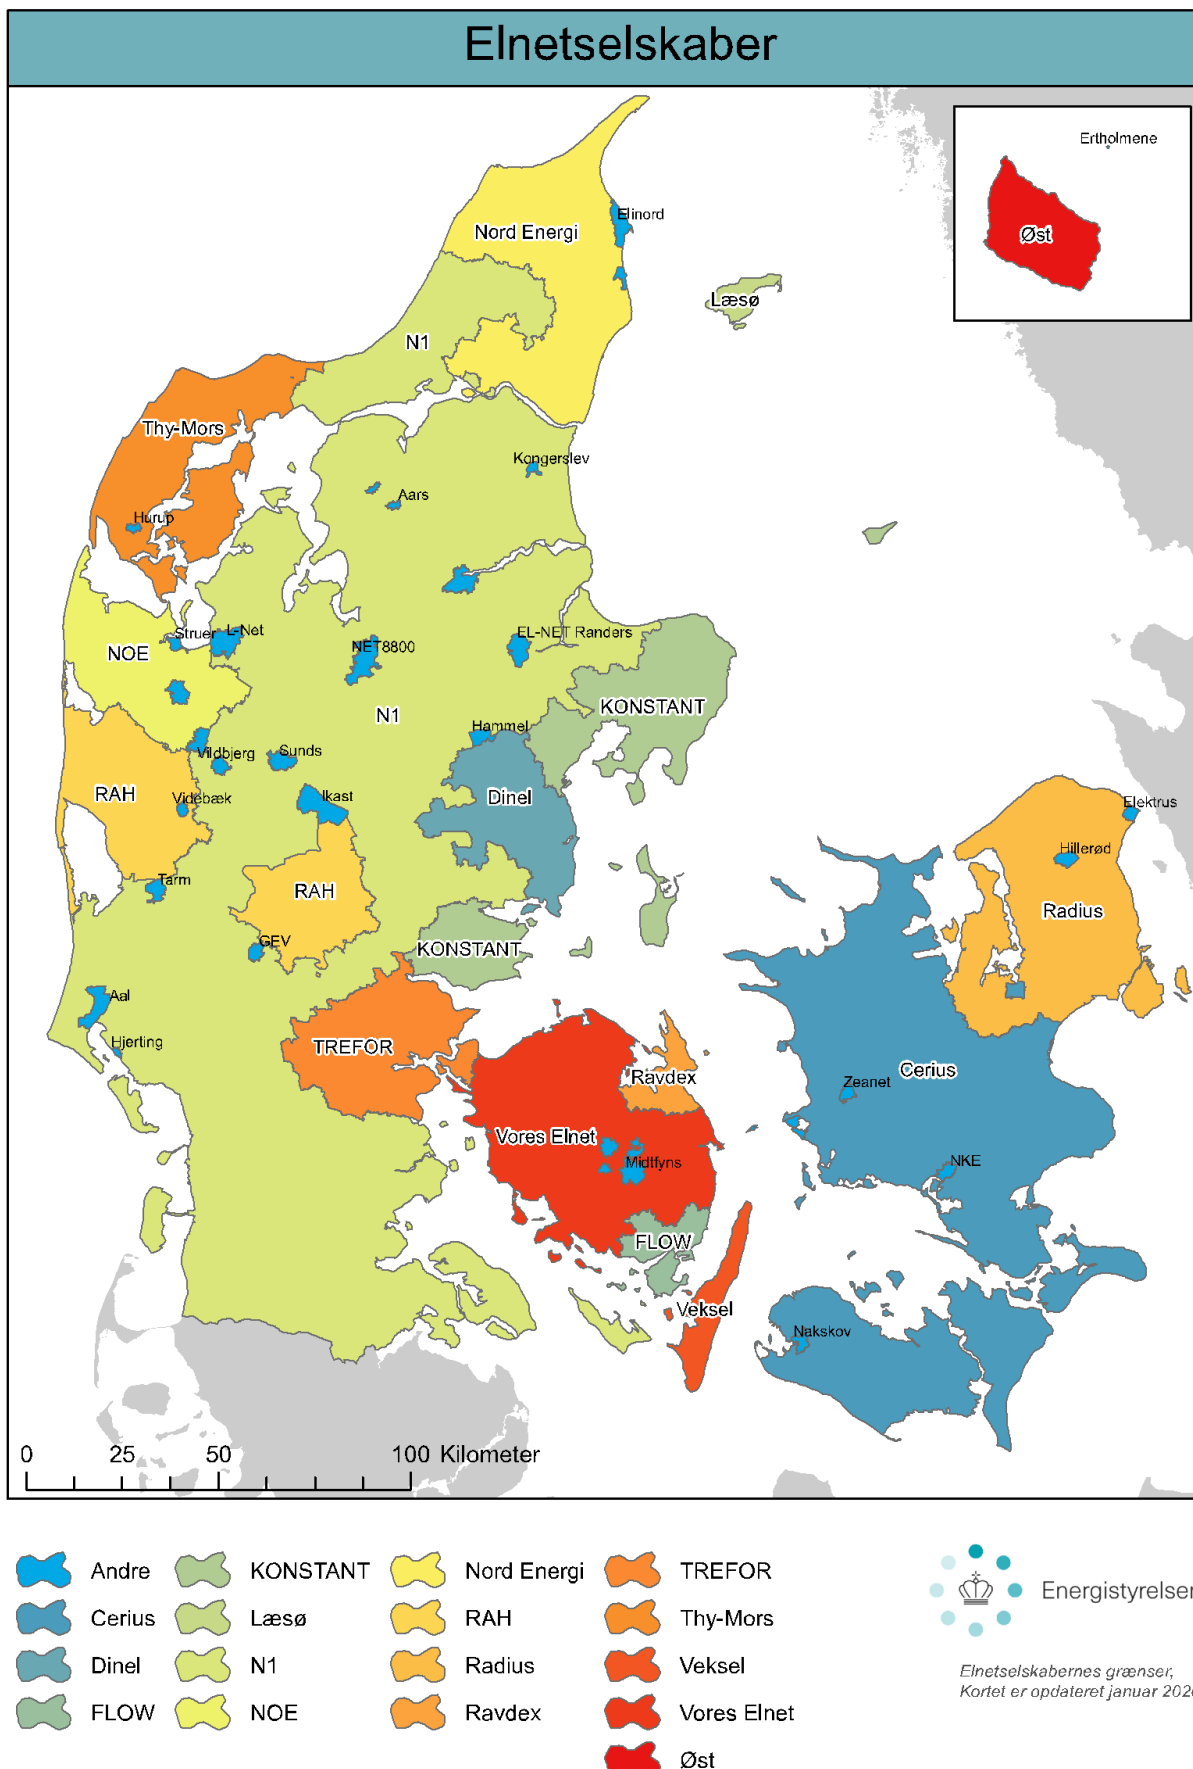 Elnetselskaber
Ertholmene
Øst
Elinord
Nord Energi
Læsø
N1
Thy-Mors
Kongerslev
Aars
Hurup
Struer
L-Net
EL-NET Randers
NET8800
NOE
KONSTANT
N1
Hammel
Vildbjerg
Sunds
RAH
Videbæk
Ikast
Dinel
Elektrus
Hillerød
Tarm
RAH
Radius
GEV
KONSTANT
Aal
Hjerting
TREFOR
Cerius
Ravdex
Zeanet
Vores Elnet
Midtfyns
NKE
FLOW
Veksel
Nakskov
0 25 50 100 Kilometer
Andre
Cerius
Dinel
FLOW
KONSTANT
Læsø
N1
NOE
Nord Energi
RAH
Radius
Ravdex
TREFOR
Thy-Mors
Veksel
Vores Elnet
Øst
Energistyrelsen
Elnetselskabernes grænser,
Kortet er opdateret januar